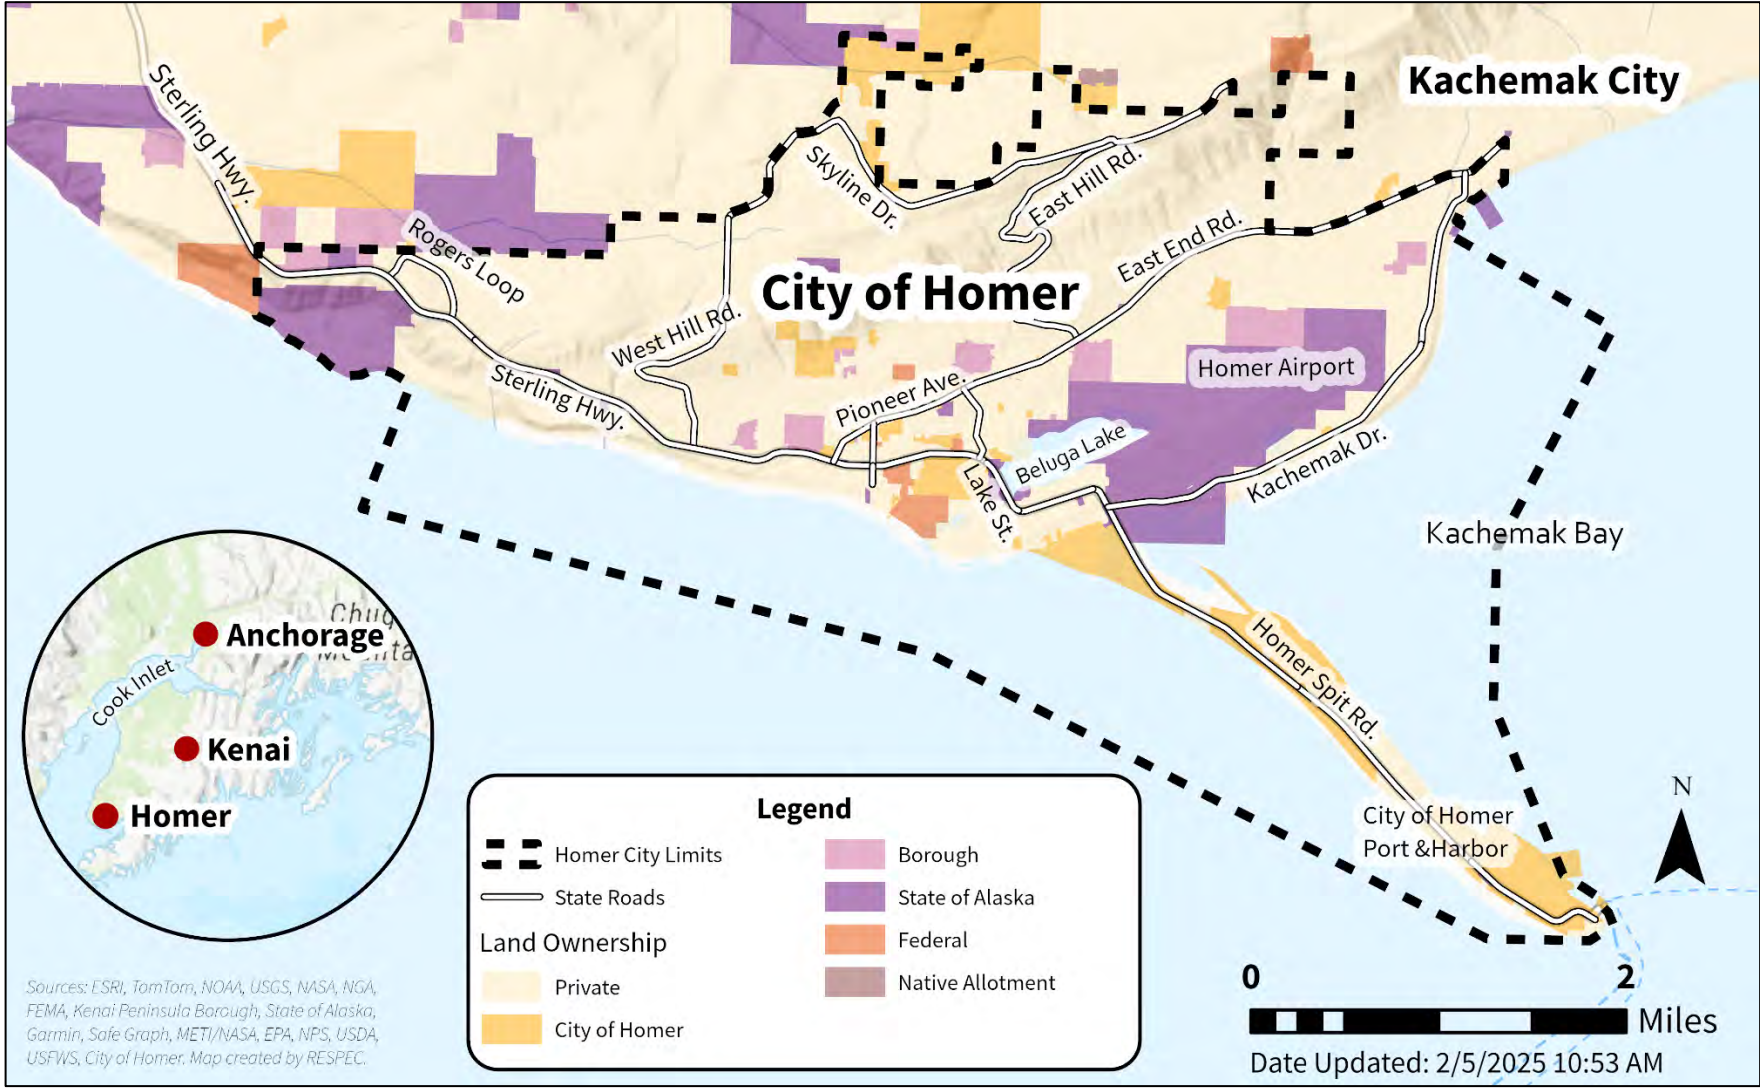 Kachemak City
Sterling Hwy.
Skyline Dr.
East Hill Rd.
East End Rd.
Rogers Loop
City of Homer
West Hill Rd.
Homer Airport
Sterling Hwy.
Pioneer Ave.
Beluga Lake
Kachemak Dr.
Lake St.
Kachemak Bay
Homer Spit Rd.
City of Homer
Port &Harbor
Chug
Anchorage
Cook Inlet
Kenai
Homer
Legend
Homer City Limits
State Roads
Land Ownership
Private
City of Homer
Borough
State of Alaska
Federal
Native Allotment
N
0 2
Miles
Date Updated: 2/5/2025 10:53 AM
Sources: ESRI, TomTom, NOAA, USGS, NASA, NGA,
FEMA, Kenai Peninsula Borough, State of Alaska,
Garmin, Safe Graph, METI/NASA, EPA, NPS, USDA,
USFWS, City of Homer. Map created by RESPEC.